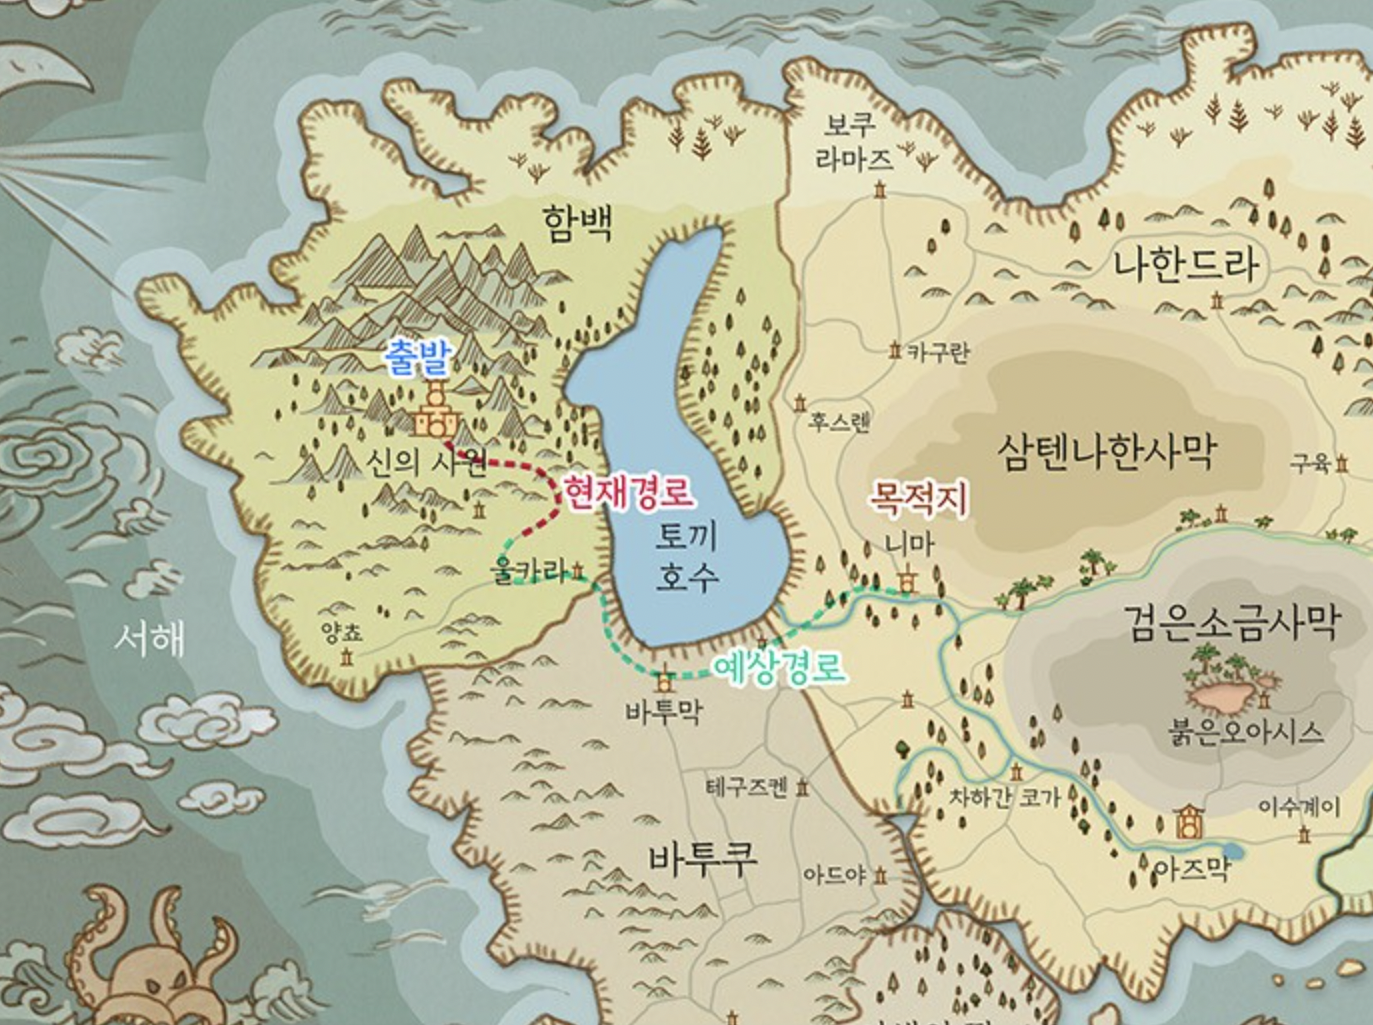 보쿠
라마즈
함백
나한드라
출발
카구란
후스렌
삼텐나한사막
구육
신의 사원
현재경로
목적지
토끼
호수
니마
울카라
양쵸
서해
검은소금사막
예상경로
바투막
붉은오아시스
테구즈켄
차하간 코가
이수계이
바투쿠
아드야
아즈막